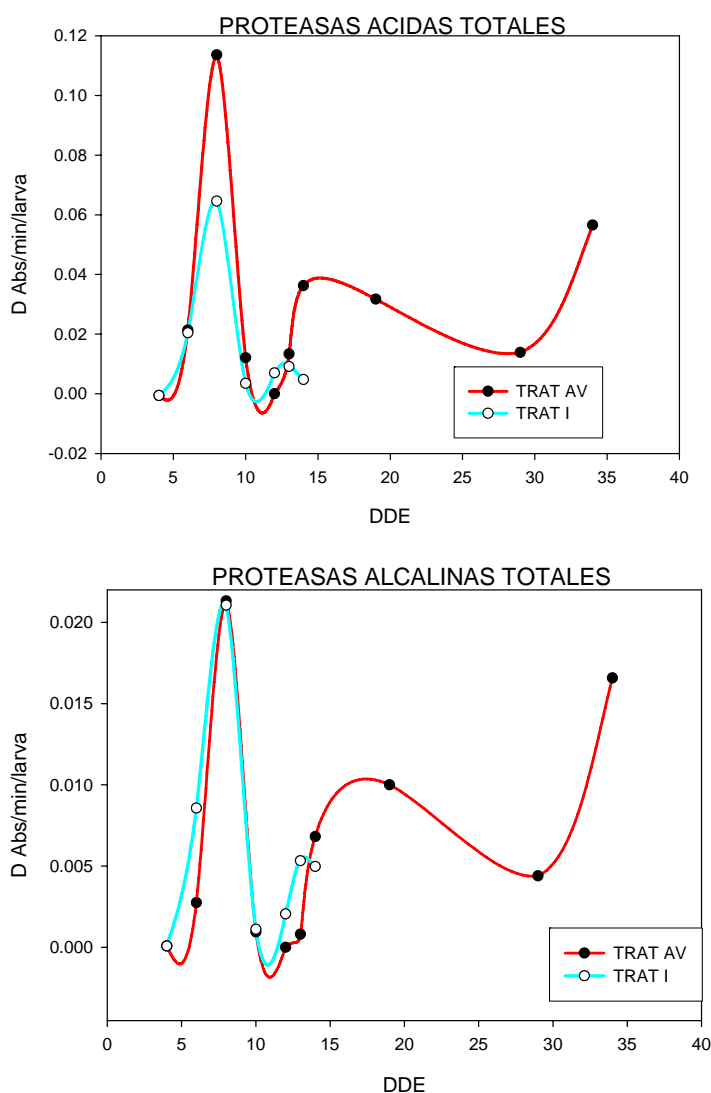 PROTEASAS ACIDAS TOTALES
0.12
0.10
0.08
0.06
0.04
0.02
0.00
-0.02
D Abs/min/larva
0 5 10 15 20 25 30 35 40
DDE
TRAT AV
TRAT I
PROTEASAS ALCALINAS TOTALES
0.020
0.015
0.010
0.005
0.000
D Abs/min/larva
0 5 10 15 20 25 30 35 40
DDE
TRAT AV
TRAT I